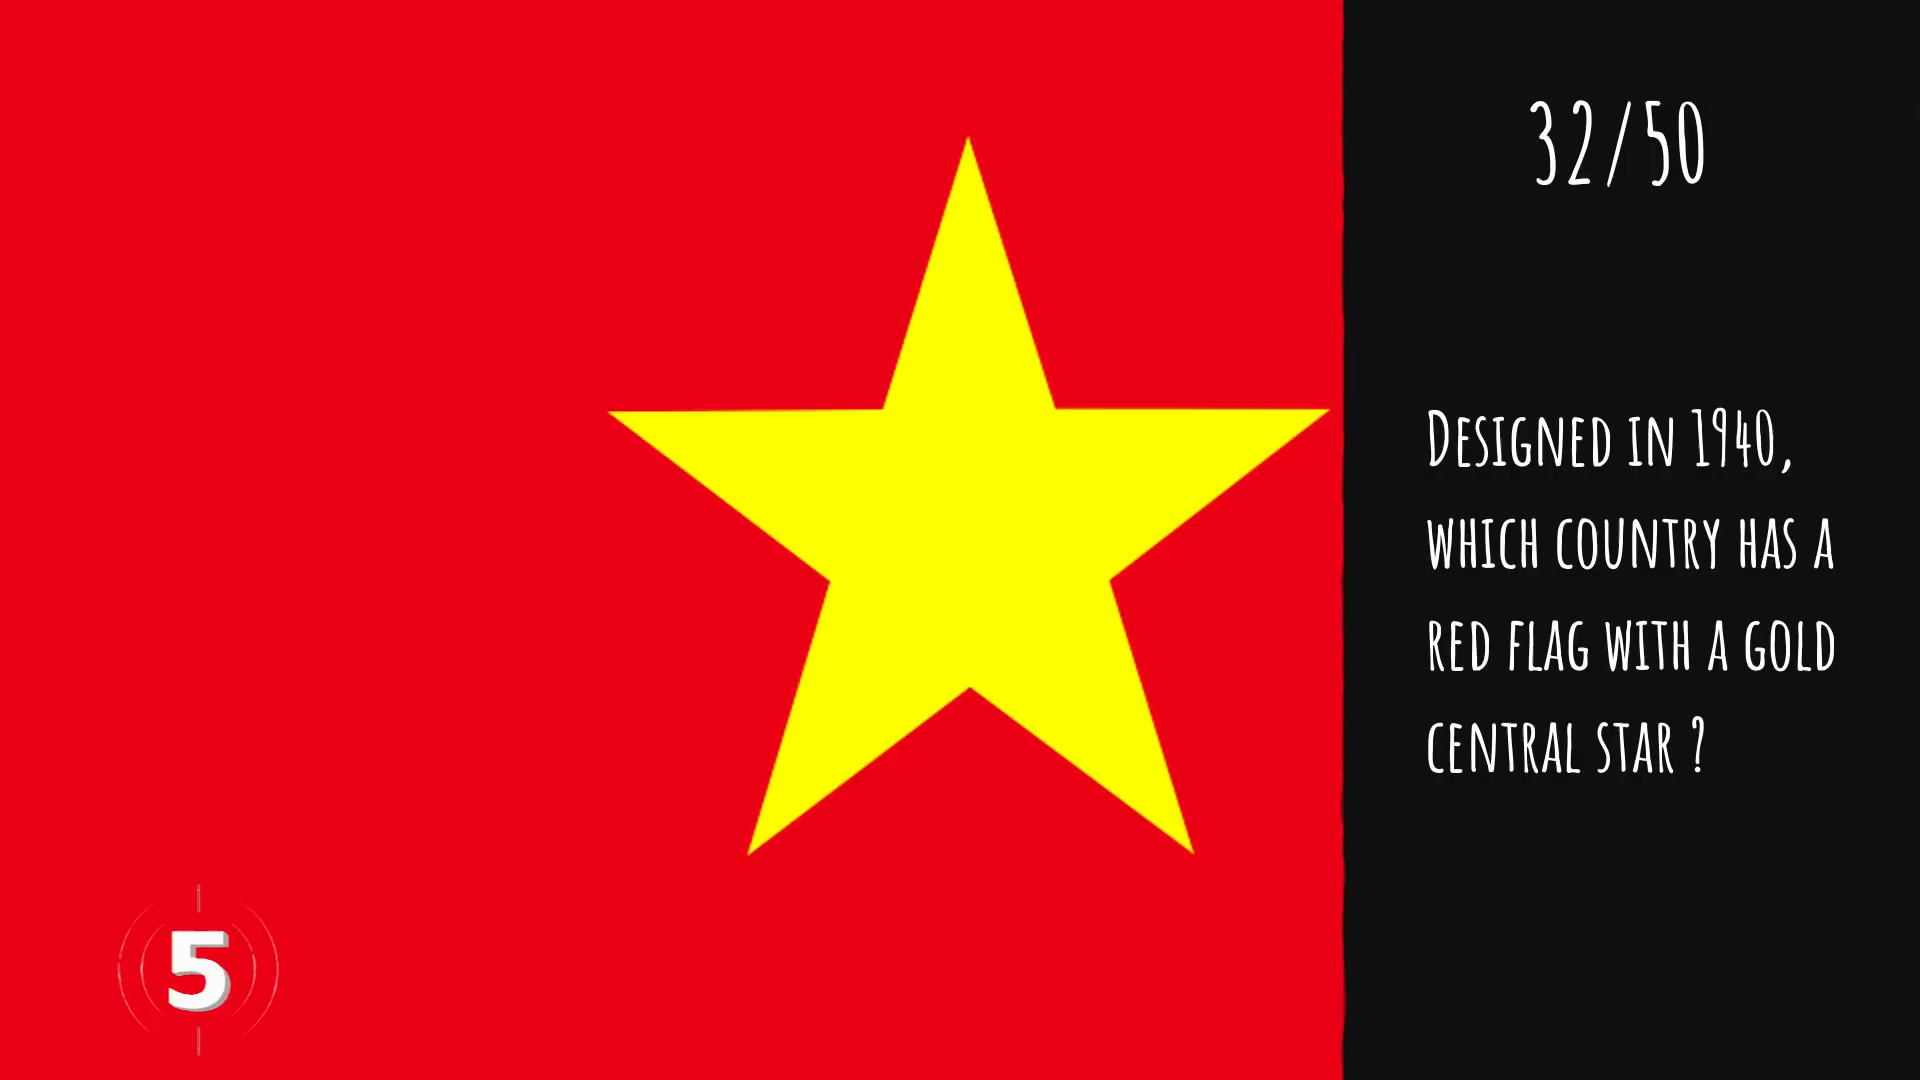 32/50
Designed in 1940,
which country has a
red flag with a gold
central star ?
5